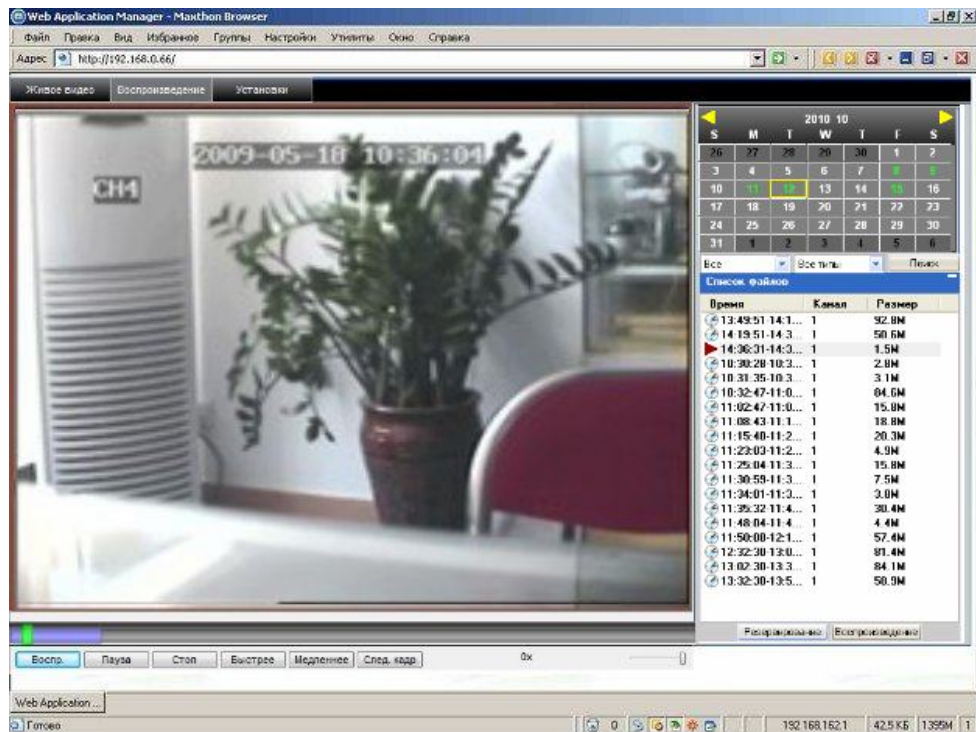 Web Application Manager - Maxthon Browser
Файл Правка Вид Избранное Группы Настройки Утилиты Окно Справка
Адрес http://192.168.0.66/
Живое видео Воспроизведение Установки
2009-05-18 10:36:04
CH1
2010 10
S M T W T F S
26 27 28 29 30 1 2
3 4 5 6 7 8 9
10 11 12 13 14 15 16
17 18 19 20 21 22 23
24 25 26 27 28 29 30
31 1 2 3 4 5 6
Все Все типы Поиск
Список файлов
Время Канал Размер
13:49:51-14:1... 1 92.8M
14:19:51-14:3... 1 50.6M
14:36:31-14:3... 1 1.5M
10:30:28-10:3... 1 2.8M
10:31:35-10:3... 1 3.1M
10:32:47-11:0... 1 84.6M
11:02:47-11:0... 1 15.8M
11:08:43-11:1... 1 18.8M
11:15:40-11:2... 1 20.3M
11:23:03-11:2... 1 4.9M
11:25:04-11:3... 1 15.8M
11:30:59-11:3... 1 7.5M
11:34:01-11:3... 1 3.8M
11:35:32-11:4... 1 30.4M
11:48:04-11:4... 1 4.4M
11:50:08-12:1... 1 57.4M
12:32:30-13:0... 1 81.4M
13:02:30-13:3... 1 84.1M
13:32:30-13:5... 1 58.9M
Резервирование Воспроизведение
Воспр. Пауза Стоп Быстрее Медленнее След. кадр 0x
Web Application ...
Готово 0 192.168.162.1 42.5 КБ 1395M 1